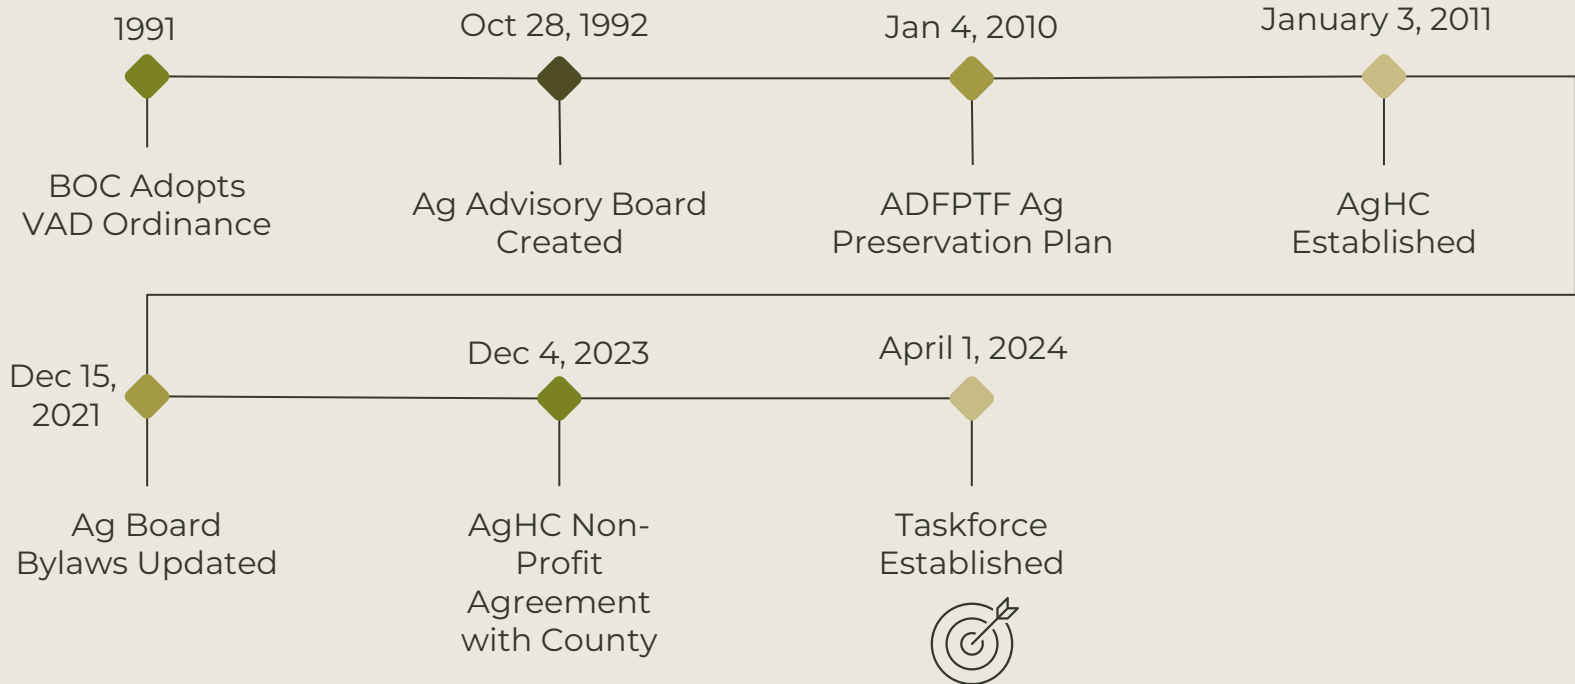 1991
BOC Adopts
VAD Ordinance
Oct 28, 1992
Ag Advisory Board
Created
Jan 4, 2010
ADFPTF Ag
Preservation Plan
January 3, 2011
AgHC
Established
Dec 15,
2021
Ag Board
Bylaws Updated
Dec 4, 2023
AgHC Non-
Profit
Agreement
with County
April 1, 2024
Taskforce
Established